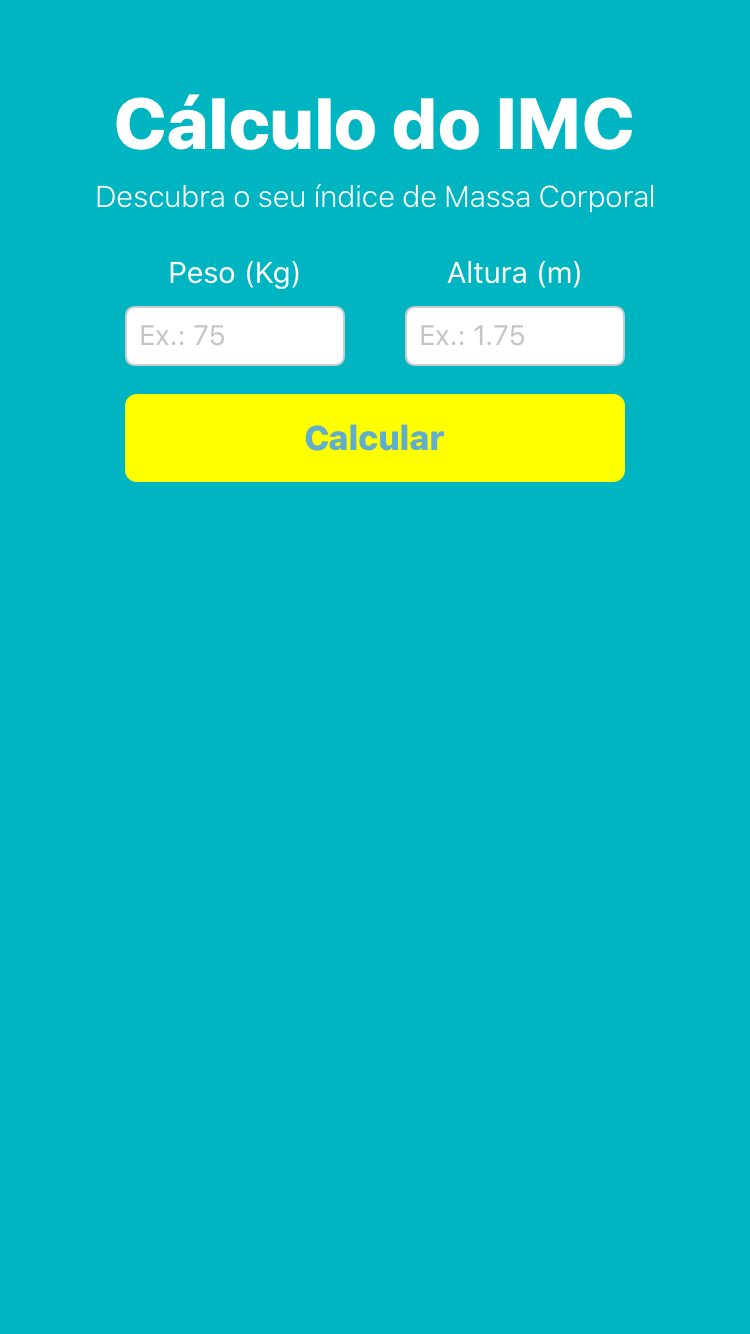 Cálculo do IMC
Descubra o seu índice de Massa Corporal
Peso (Kg) Altura (m)
Ex.: 75 Ex.: 1.75
Calcular